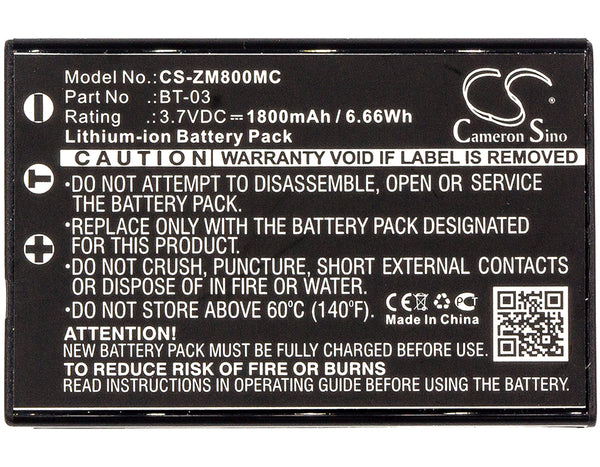 Model No.:CS-ZM800MC
Part No :BT-03
Rating :3.7VDC⎓1800mAh/6.66Wh
Lithium-ion Battery Pack
CS
Cameron Sino
CAUTION WARRANTY VOID IF LABEL IS REMOVED
•DO NOT ATTEMPT TO DISASSEMBLE, OPEN OR SERVICE
THE BATTERY PACK.
•REPLACE ONLY WITH THE BATTERY PACK DESIGNATED
FOR THIS EQUIPMENT.
•DO NOT CRUSH, PUNCTURE, SHORT EXTERNAL CONTACTS
OR DISPOSE OF IN FIRE OR WATER.
•DO NOT STORE ABOVE 60℃ (140℉).
CE PCT
Made In China
ATTENTION!
NEW BATTERY PACK MUST BE FULLY CHARGED BEFORE USE.
TO REDUCE RISK OF FIRE OR BURNS
READ INSTRUCTIONS IN OPERATING GUIDE BEFORE USING BATTERY